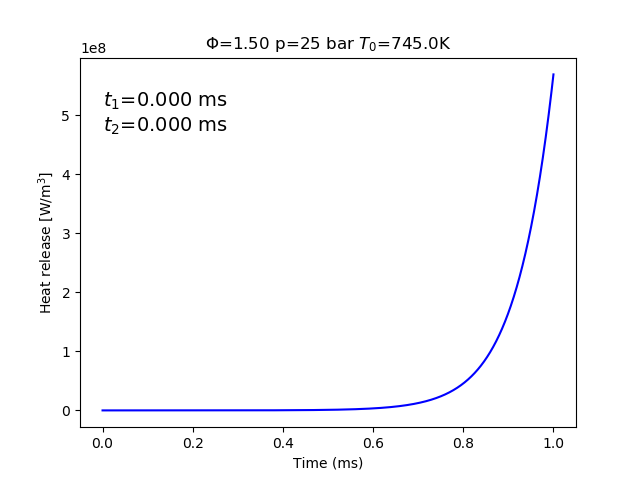 Φ=1.50 p=25 bar T₀=745.0K
1e8
t₁=0.000 ms
t₂=0.000 ms
5
4
3
2
1
0
Heat release [W/m³]
0.0 0.2 0.4 0.6 0.8 1.0
Time (ms)